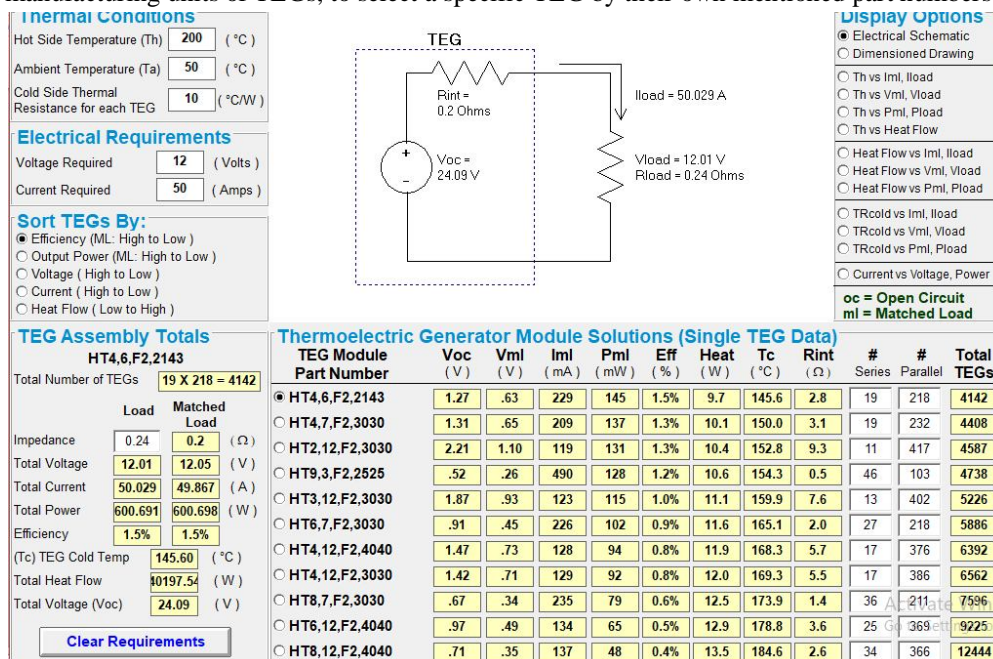 manufacturing units of TEGs, to select a specific TEG by their own mentioned part numbers
Thermal Conditions
Hot Side Temperature (Th) 200 ( °C )
Ambient Temperature (Ta) 50 ( °C )
Cold Side Thermal
Resistance for each TEG 10 ( °C/W )
Electrical Requirements
Voltage Required 12 ( Volts )
Current Required 50 ( Amps )
Sort TEGs By:
Efficiency (ML: High to Low )
Output Power (ML: High to Low )
Voltage ( High to Low )
Current ( High to Low )
Heat Flow ( Low to High )
TEG
Rint =
0.2 Ohms
Voc =
24.09 V
+
-
Iload = 50.029 A
Vload = 12.01 V
Rload = 0.24 Ohms
Display Options
Electrical Schematic
Dimensioned Drawing
Th vs Iml, Iload
Th vs Vml, Vload
Th vs Pml, Pload
Th vs Heat Flow
Heat Flow vs Iml, Iload
Heat Flow vs Vml, Vload
Heat Flow vs Pml, Pload
TRcold vs Iml, Iload
TRcold vs Vml, Vload
TRcold vs Pml, Pload
Current vs Voltage, Power
oc = Open Circuit
ml = Matched Load
TEG Assembly Totals
HT4,6,F2,2143
Total Number of TEGs 19 X 218 = 4142
Load Matched
Load
Impedance 0.24 0.2 ( Ω )
Total Voltage 12.01 12.05 ( V )
Total Current 50.029 49.867 ( A )
Total Power 600.691 600.698 ( W )
Efficiency 1.5% 1.5%
(Tc) TEG Cold Temp 145.60 ( °C )
Total Heat Flow 40197.54 ( W )
Total Voltage (Voc) 24.09 ( V )
Clear Requirements
Thermoelectric Generator Module Solutions (Single TEG Data)
TEG Module Voc Vml Iml Pml Eff Heat Tc Rint # # Total
Part Number ( V ) ( V ) ( mA ) ( mW ) ( % ) ( W ) ( °C ) ( Ω ) Series Parallel TEGs
HT4,6,F2,2143 1.27 .63 229 145 1.5% 9.7 145.6 2.8 19 218 4142
HT4,7,F2,3030 1.31 .65 209 137 1.3% 10.1 150.0 3.1 19 232 4408
HT2,12,F2,3030 2.21 1.10 119 131 1.3% 10.4 152.8 9.3 11 417 4587
HT9,3,F2,2525 .52 .26 490 128 1.2% 10.6 154.3 0.5 46 103 4738
HT3,12,F2,3030 1.87 .93 123 115 1.0% 11.1 159.9 7.6 13 402 5226
HT6,7,F2,3030 .91 .45 226 102 0.9% 11.6 165.1 2.0 27 218 5886
HT4,12,F2,4040 1.47 .73 128 94 0.8% 11.9 168.3 5.7 17 376 6392
HT4,12,F2,3030 1.42 .71 129 92 0.8% 12.0 169.3 5.5 17 386 6562
HT8,7,F2,3030 .67 .34 235 79 0.6% 12.5 173.9 1.4 36 211 7596
HT6,12,F2,4040 .97 .49 134 65 0.5% 12.9 178.8 3.6 25 369 9225
HT8,12,F2,4040 .71 .35 137 48 0.4% 13.5 184.6 2.6 34 366 12444